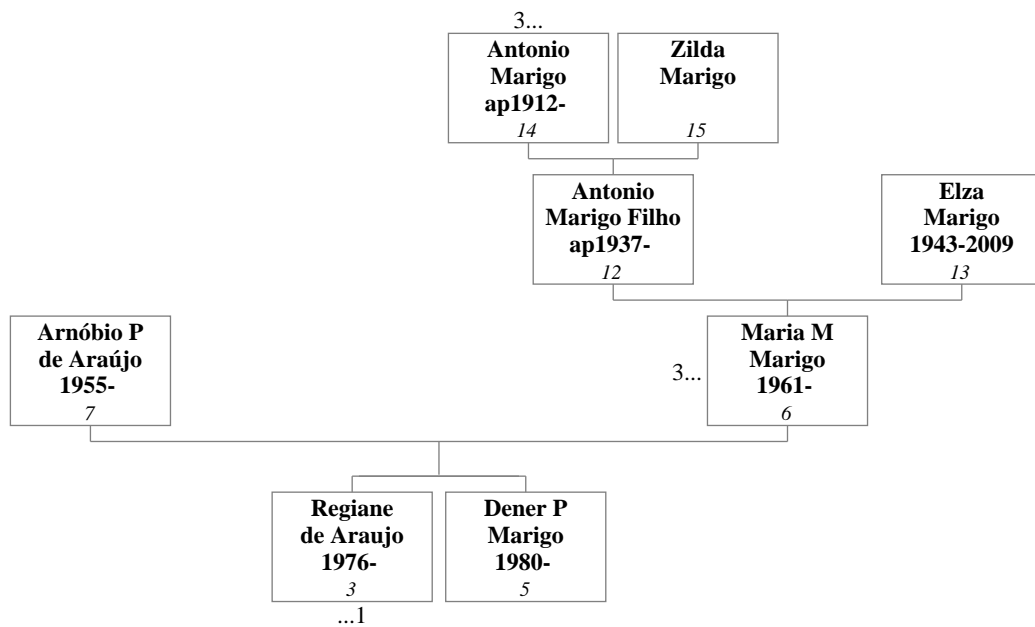 3...
Antonio
Marigo
ap1912-
14
Zilda
Marigo
15
Antonio
Marigo Filho
ap1937-
12
Elza
Marigo
1943-2009
13
Arnóbio P
de Araújo
1955-
7
3...
Maria M
Marigo
1961-
6
Regiane
de Araujo
1976-
3
...1
Dener P
Marigo
1980-
5